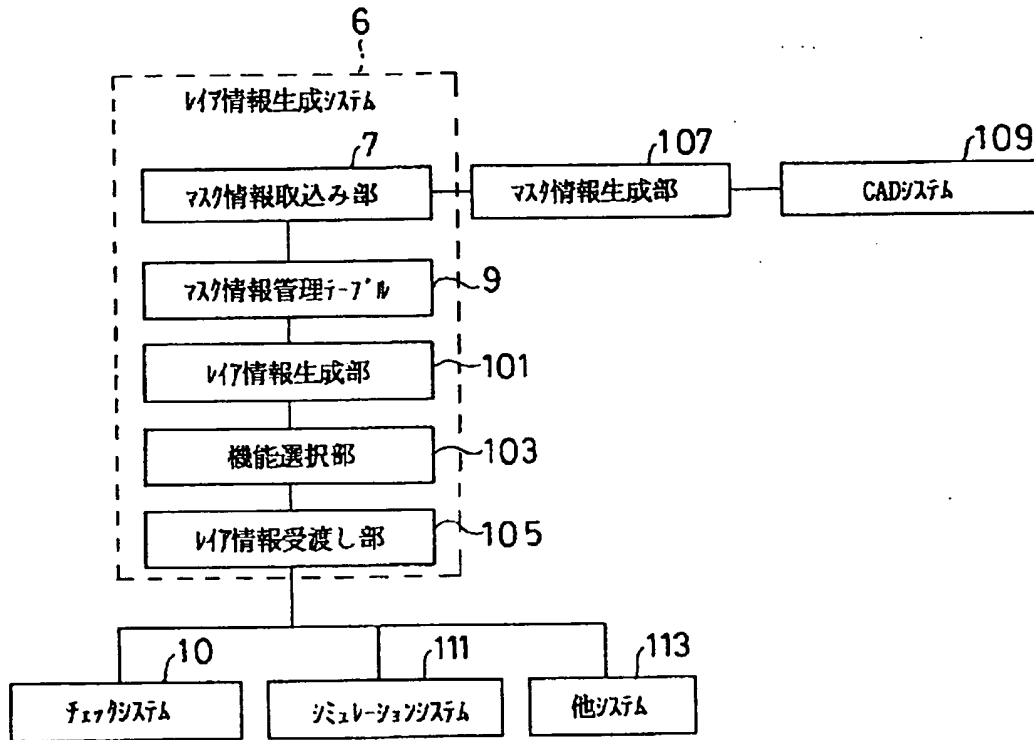 6
ﾚｲｱ情報生成ｼｽﾃﾑ
7
ﾏｽｸ情報取込み部
107
ﾏｽｸ情報生成部
109
CADｼｽﾃﾑ
ﾏｽｸ情報管理ﾃｰﾌﾞﾙ
9
ﾚｲｱ情報生成部
101
機能選択部
103
ﾚｲｱ情報受渡し部
105
10
ﾁｪｯｸｼｽﾃﾑ
111
ｼﾐｭﾚｰｼｮﾝｼｽﾃﾑ
113
他ｼｽﾃﾑ